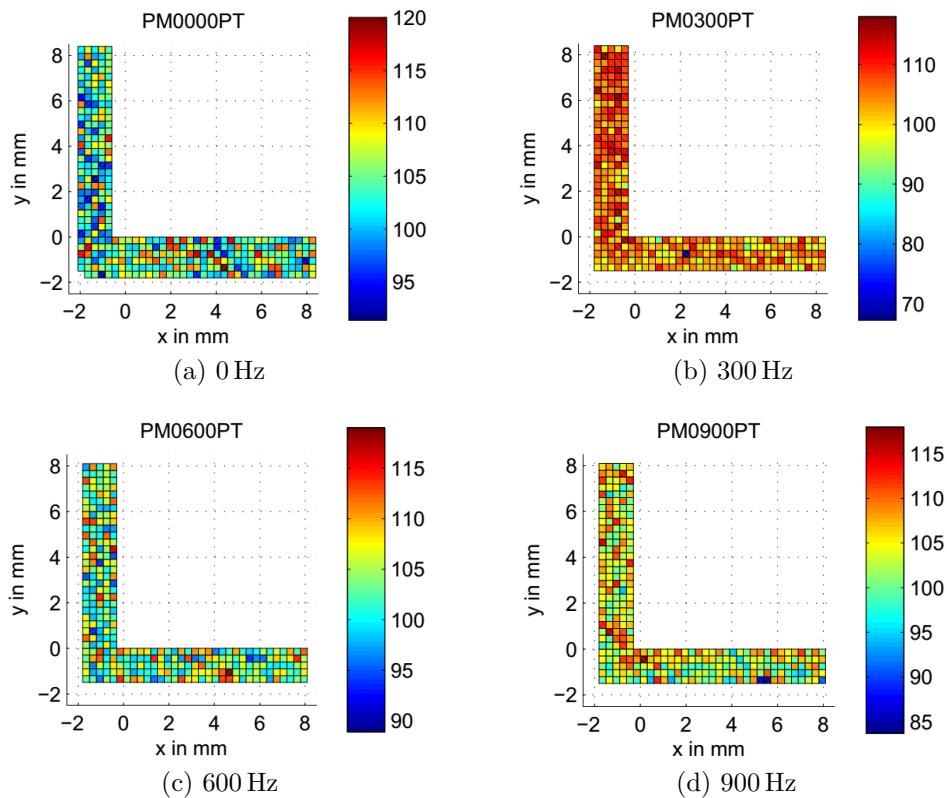 PM0000PT
8
6
4
2
0
−2
y in mm
−2 0 2 4 6 8
x in mm
120
115
110
105
100
95
(a) 0 Hz
PM0300PT
8
6
4
2
0
−2
y in mm
−2 0 2 4 6 8
x in mm
110
100
90
80
70
(b) 300 Hz
PM0600PT
8
6
4
2
0
−2
y in mm
−2 0 2 4 6 8
x in mm
115
110
105
100
95
90
(c) 600 Hz
PM0900PT
8
6
4
2
0
−2
y in mm
−2 0 2 4 6 8
x in mm
115
110
105
100
95
90
85
(d) 900 Hz